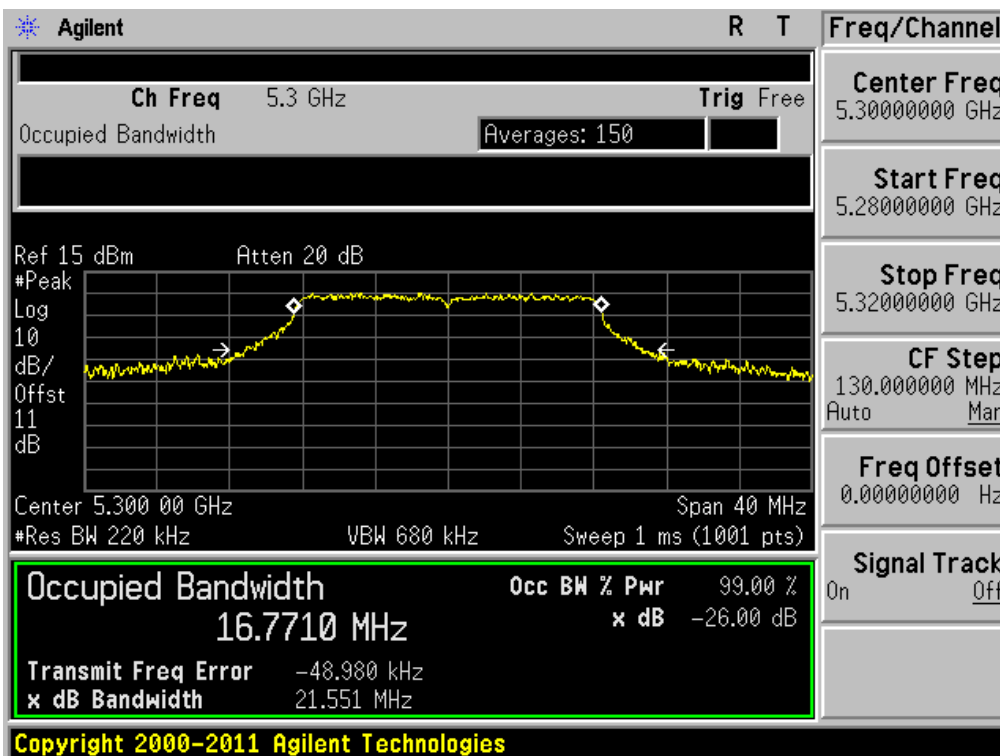 Agilent R T
Freq/Channel
Ch Freq 5.3 GHz Trig Free
Occupied Bandwidth Averages: 150
Ref 15 dBm Atten 20 dB
#Peak
Log
10
dB/
Offst
11
dB
Center 5.300 00 GHz Span 40 MHz
#Res BW 220 kHz VBW 680 kHz Sweep 1 ms (1001 pts)
Occupied Bandwidth Occ BW % Pwr 99.00 %
16.7710 MHz x dB -26.00 dB
Transmit Freq Error -48.980 kHz
x dB Bandwidth 21.551 MHz
Copyright 2000-2011 Agilent Technologies
Center Freq
5.30000000 GHz
Start Freq
5.28000000 GHz
Stop Freq
5.32000000 GHz
CF Step
130.000000 MHz
Auto Man
Freq Offset
0.00000000 Hz
Signal Track
On Off